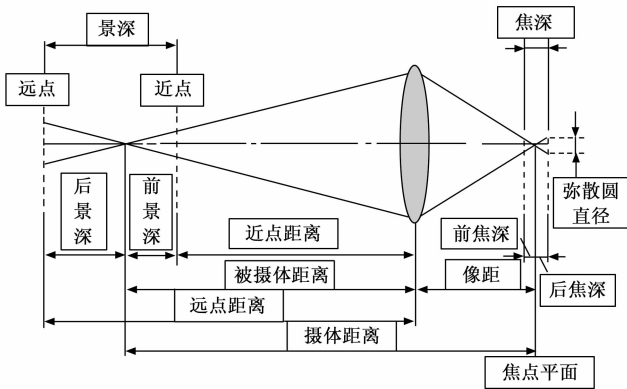 景深
焦深
远点
近点
弥散圆
直径
后景深
前景深
近点距离
前焦深
被摄体距离
像距
后焦深
远点距离
摄体距离
焦点平面